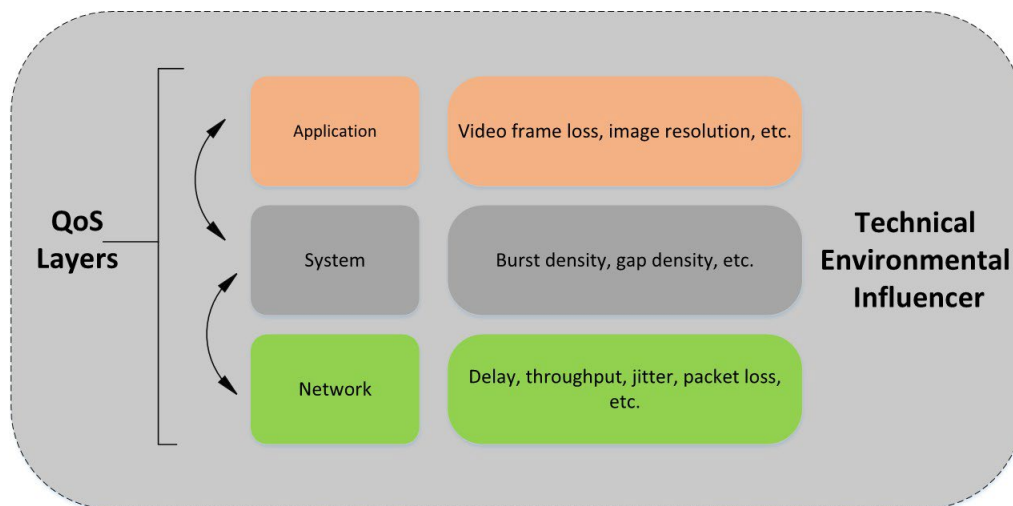 QoS
Layers
Application
Video frame loss, image resolution, etc.
System
Burst density, gap density, etc.
Network
Delay, throughput, jitter, packet loss,
etc.
Technical
Environmental
Influencer